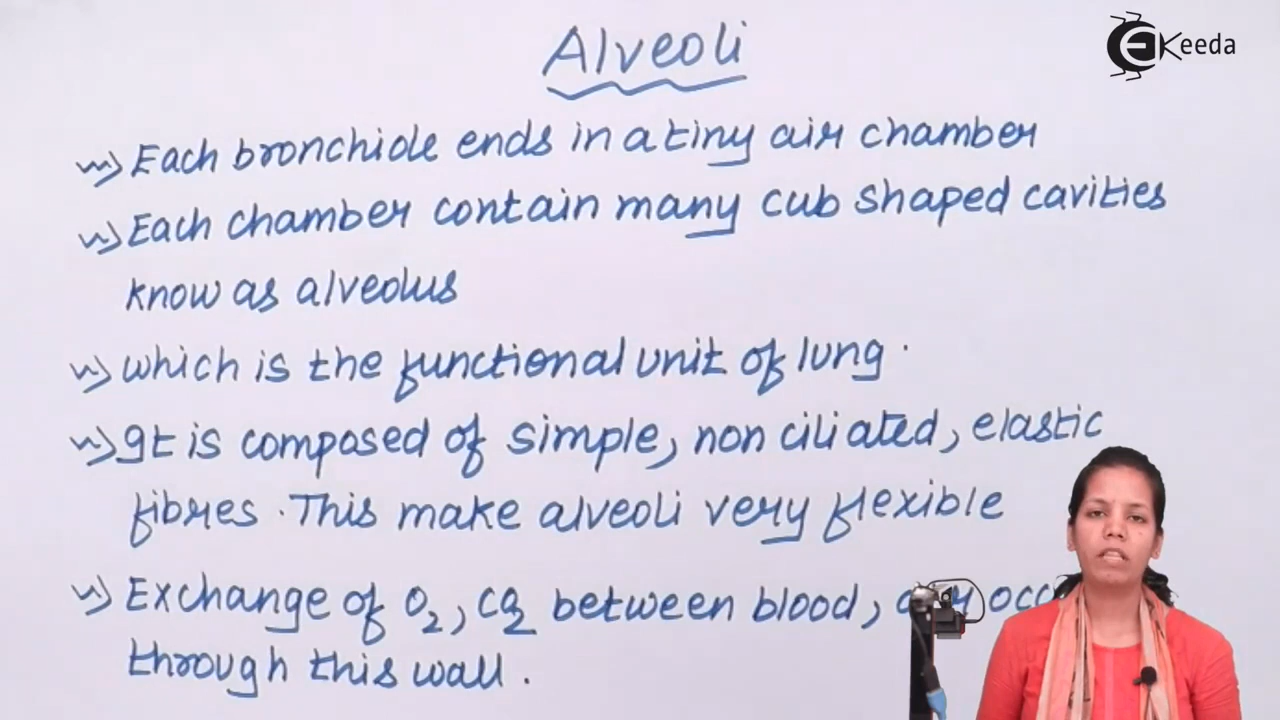 Alveoli
EKeeda
Each bronchiole ends in a tiny air chamber
Each chamber contain many cub shaped cavities
know as alveolus
which is the functional unit of lung.
It is composed of simple, non ciliated, elastic
fibres. This make alveoli very flexible
Exchange of O2, CO2 between blood,
through this wall.